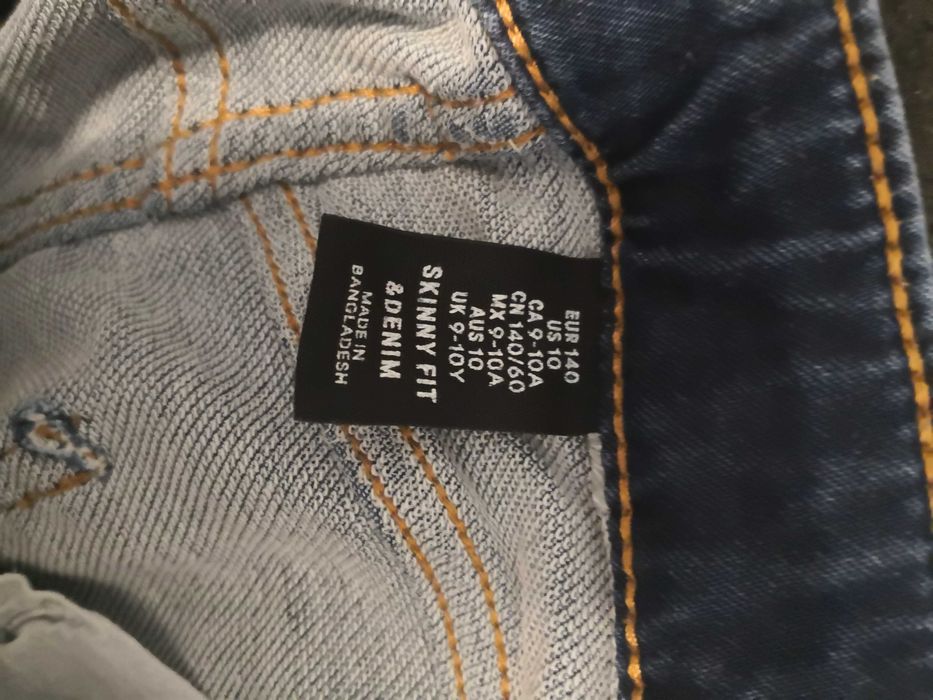 EUR 140
US 10
CA 9-10A
CN 140/60
MX 9-10A
AUS 10
UK 9-10Y
SKINNY FIT
&DENIM
MADE IN
BANGLADESH